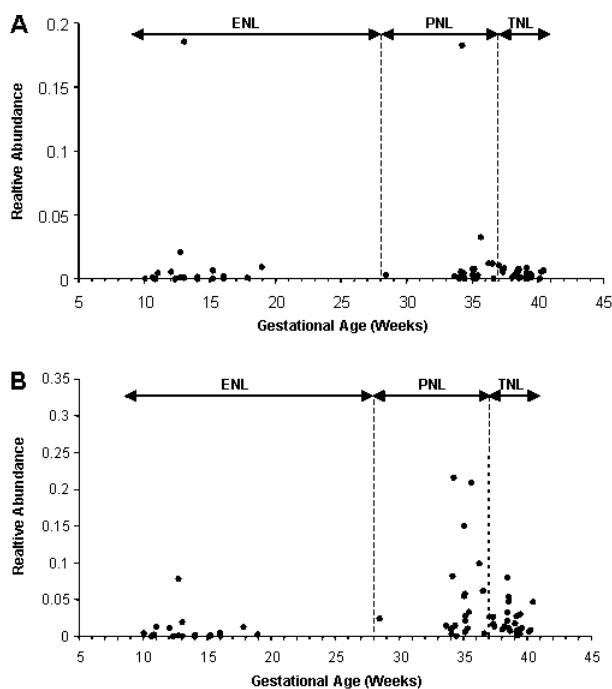 A
ENL PNL TNL
0.2
0.15
0.1
0.05
0
Realtive Abundance
5 10 15 20 25 30 35 40 45
Gestational Age (Weeks)
B
ENL PNL TNL
0.35
0.3
0.25
0.2
0.15
0.1
0.05
0
Realtive Abundance
5 10 15 20 25 30 35 40 45
Gestational Age (Weeks)